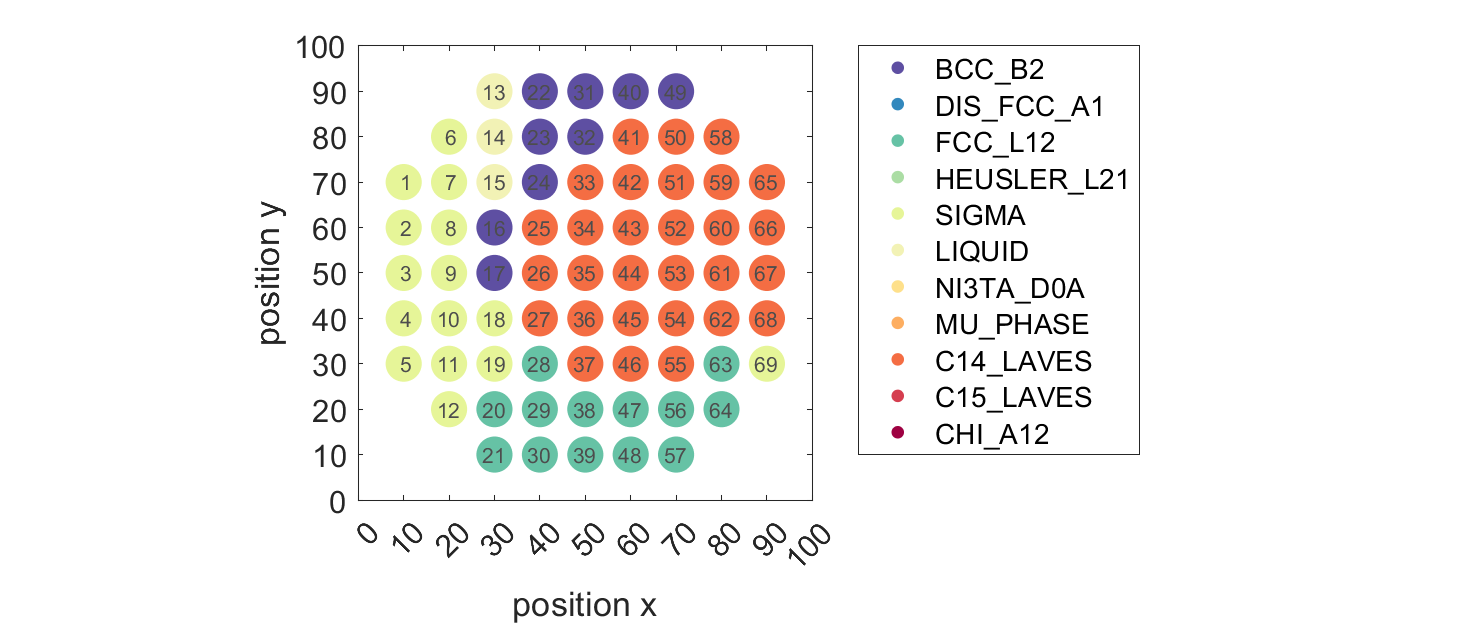 100
90
80
70
60
50
40
30
20
10
0
position y
13 22 31 40 49
6 14 23 32 41 50 58
1 7 15 24 33 42 51 59 65
2 8 16 25 34 43 52 60 66
3 9 17 26 35 44 53 61 67
4 10 18 27 36 45 54 62 68
5 11 19 28 37 46 55 63 69
12 20 29 38 47 56 64
21 30 39 48 57
0 10 20 30 40 50 60 70 80 90 100
position x
BCC_B2
DIS_FCC_A1
FCC_L12
HEUSLER_L21
SIGMA
LIQUID
NI3TA_D0A
MU_PHASE
C14_LAVES
C15_LAVES
CHI_A12